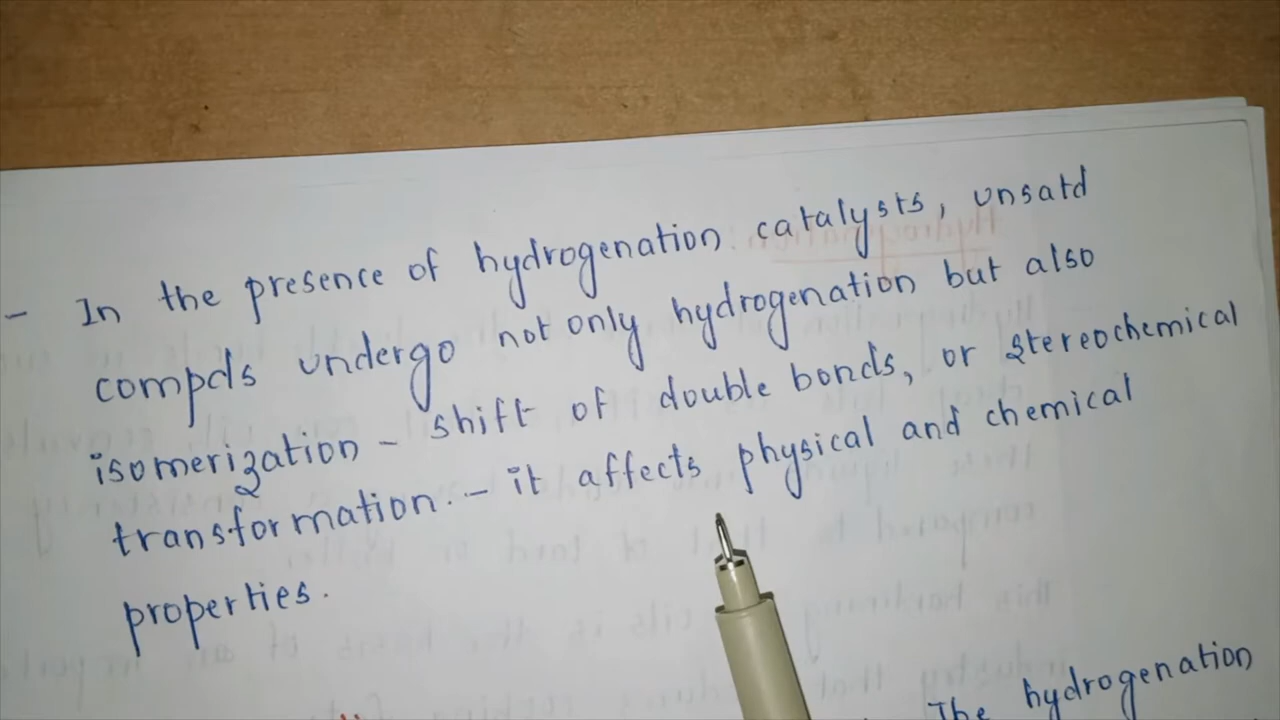 - In the presence of hydrogenation catalysts, unsatd
compds undergo not only hydrogenation but also
isomerization - shift of double bonds, or stereochemical
transformation. - it affects physical and chemical
properties.
The hydrogenation